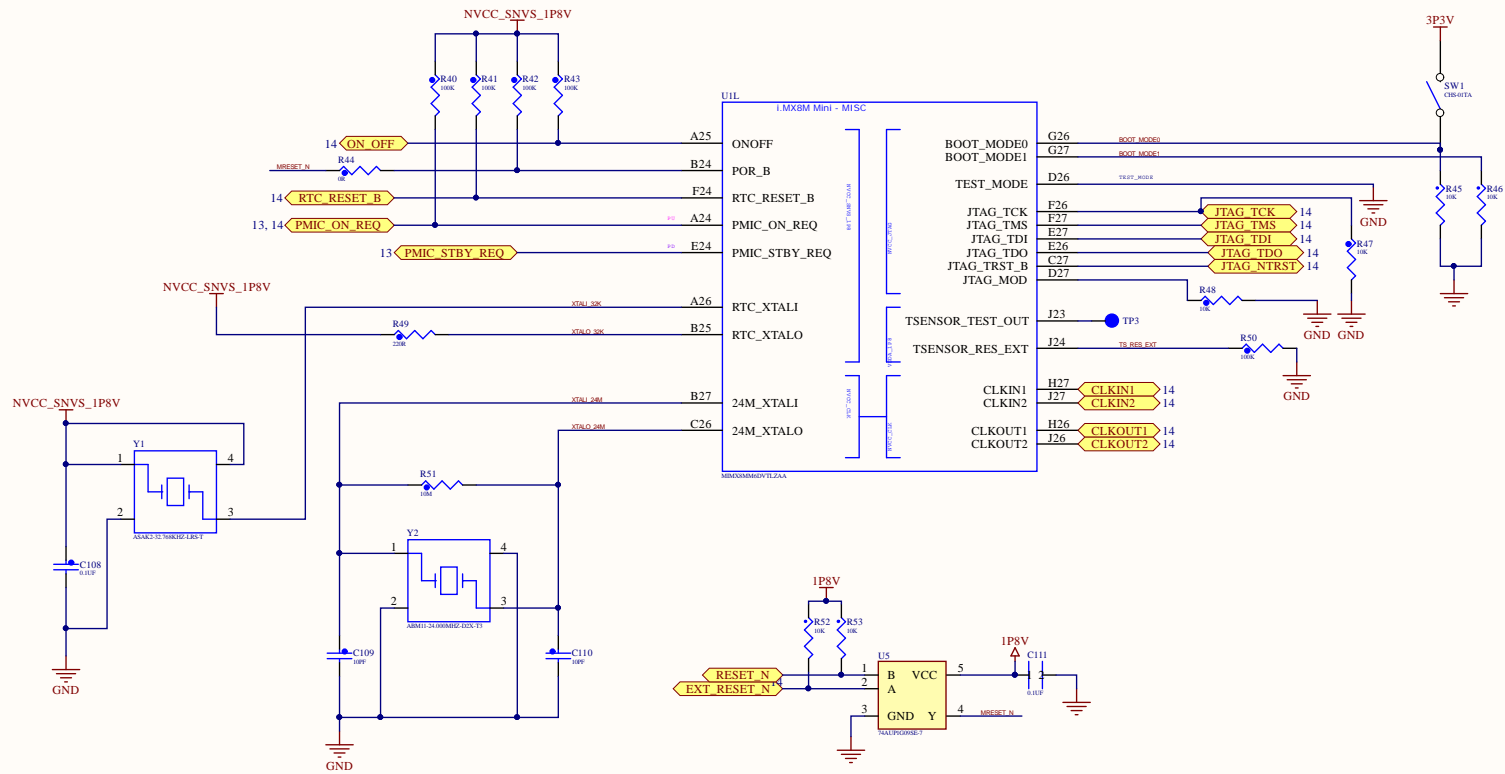 NVCC_SNVS_1P8V
3P3V
R40
100K
R41
100K
R42
100K
R43
100K
SW1
CHS-01TA
U1L
i.MX8M Mini - MISC
14 ON_OFF
A25 ONOFF
MRESET_N
R44
0R
B24 POR_B
14 RTC_RESET_B
F24 RTC_RESET_B
13, 14 PMIC_ON_REQ
A24 PMIC_ON_REQ
13 PMIC_STBY_REQ
PD
E24 PMIC_STBY_REQ
NVCC_SNVS_1P8V
XTALI_32K
A26 RTC_XTALI
R49
220R
XTALO_32K
B25 RTC_XTALO
XTALI_24M
B27 24M_XTALI
XTALO_24M
C26 24M_XTALO
BOOT_MODE0 G26 BOOT_MODE0
BOOT_MODE1 G27 BOOT_MODE1
TEST_MODE D26 TEST_MODE
GND
JTAG_TCK F26 JTAG_TCK 14
JTAG_TMS F27 JTAG_TMS 14
JTAG_TDI E27 JTAG_TDI 14
JTAG_TDO E26 JTAG_TDO 14
JTAG_TRST_B C27 JTAG_NTRST 14
JTAG_MOD D27
R45
10K
R46
10K
R47
10K
R48
10K
GND
GND
TSENSOR_TEST_OUT J23 TP3
TSENSOR_RES_EXT J24 TS_RES_EXT
R50
100K
GND
CLKIN1 H27 CLKIN1 14
CLKIN2 J27 CLKIN2 14
CLKOUT1 H26 CLKOUT1 14
CLKOUT2 J26 CLKOUT2 14
MIMX8MM6DVTLZAA
NVCC_SNVS_1P8V
Y1
1
4
2
3
ASAK2-32.768KHZ-LRS-T
C108
0.1UF
GND
R51
10M
Y2
1
4
2
3
ABM11-24.000MHZ-D2X-T3
C109
10PF
C110
10PF
GND
1P8V
R52
10K
R53
10K
1P8V
U5
C111
1 2
0.1UF
RESET_N
EXT_RESET_N
1 B VCC 5
2 A
3 GND Y 4
MRESET_N
74AUP1G09SE-7